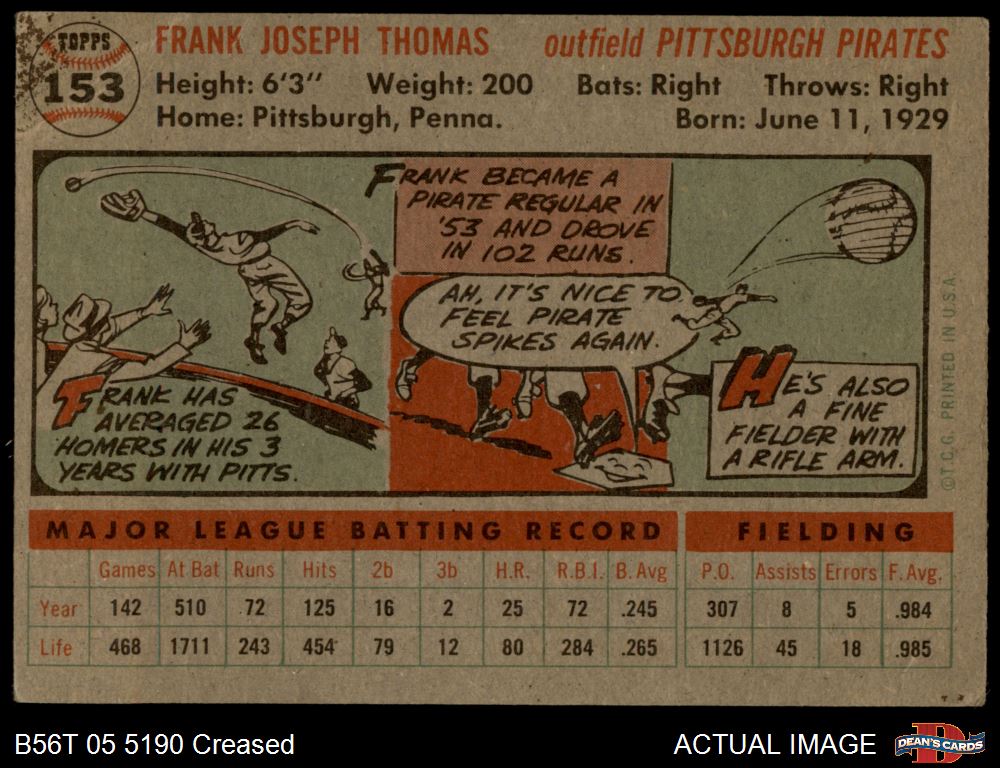 TOPPS
153
FRANK JOSEPH THOMAS outfield PITTSBURGH PIRATES
Height: 6'3" Weight: 200 Bats: Right Throws: Right
Home: Pittsburgh, Penna. Born: June 11, 1929
FRANK HAS
AVERAGED 26
HOMERS IN HIS 3
YEARS WITH PITTS.
FRANK BECAME A
PIRATE REGULAR IN
'53 AND DROVE
IN 102 RUNS.
AH, IT'S NICE TO
FEEL PIRATE
SPIKES AGAIN.
HE'S ALSO
A FINE
FIELDER WITH
A RIFLE ARM.
©T.C.G. PRINTED IN U.S.A.
MAJOR LEAGUE BATTING RECORD FIELDING
Games At Bat Runs Hits 2b 3b H.R. R.B.I. B. Avg P.O. Assists Errors F. Avg.
Year 142 510 72 125 16 2 25 72 .245 307 8 5 .984
Life 468 1711 243 454 79 12 80 284 .265 1126 45 18 .985
B56T 05 5190 Creased ACTUAL IMAGE
D
DEAN'S CARDS